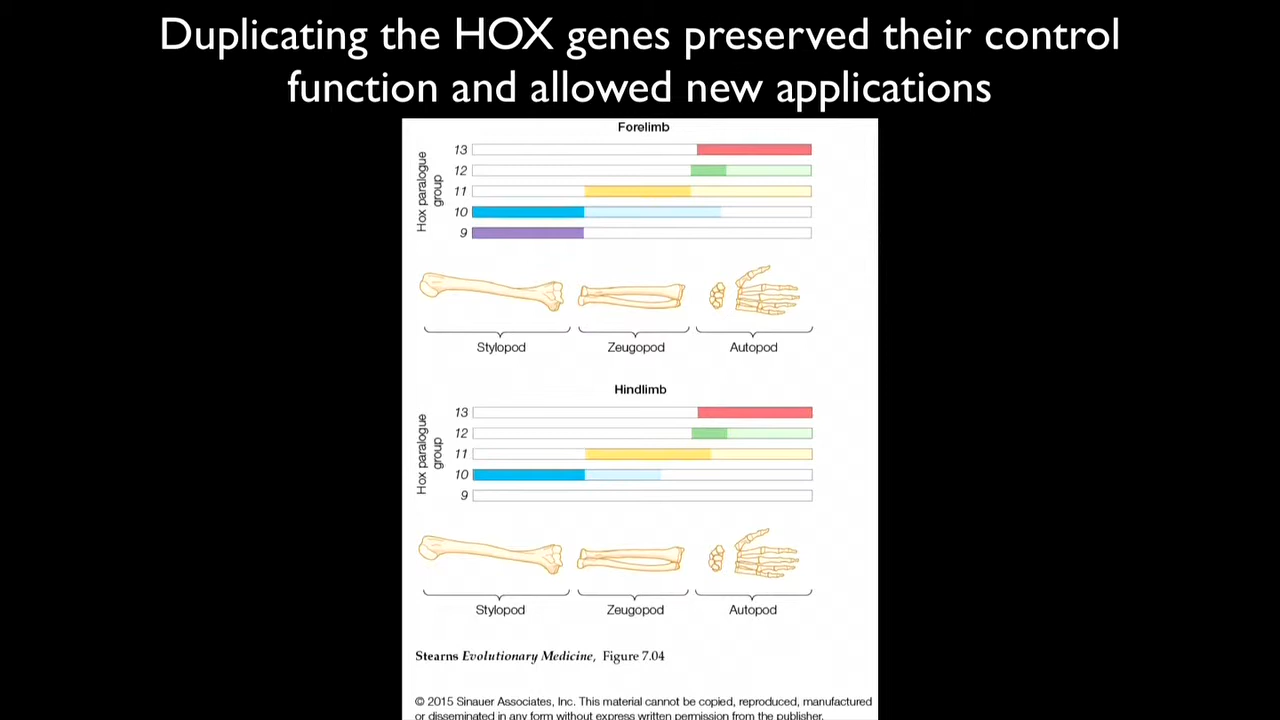 Duplicating the HOX genes preserved their control
function and allowed new applications
Forelimb
Hox paralogue
group
13
12
11
10
9
Stylopod
Zeugopod
Autopod
Hindlimb
Hox paralogue
group
13
12
11
10
9
Stylopod
Zeugopod
Autopod
Stearns Evolutionary Medicine, Figure 7.04
© 2015 Sinauer Associates, Inc. This material cannot be copied, reproduced, manufactured
or disseminated in any form without express written permission from the publisher.